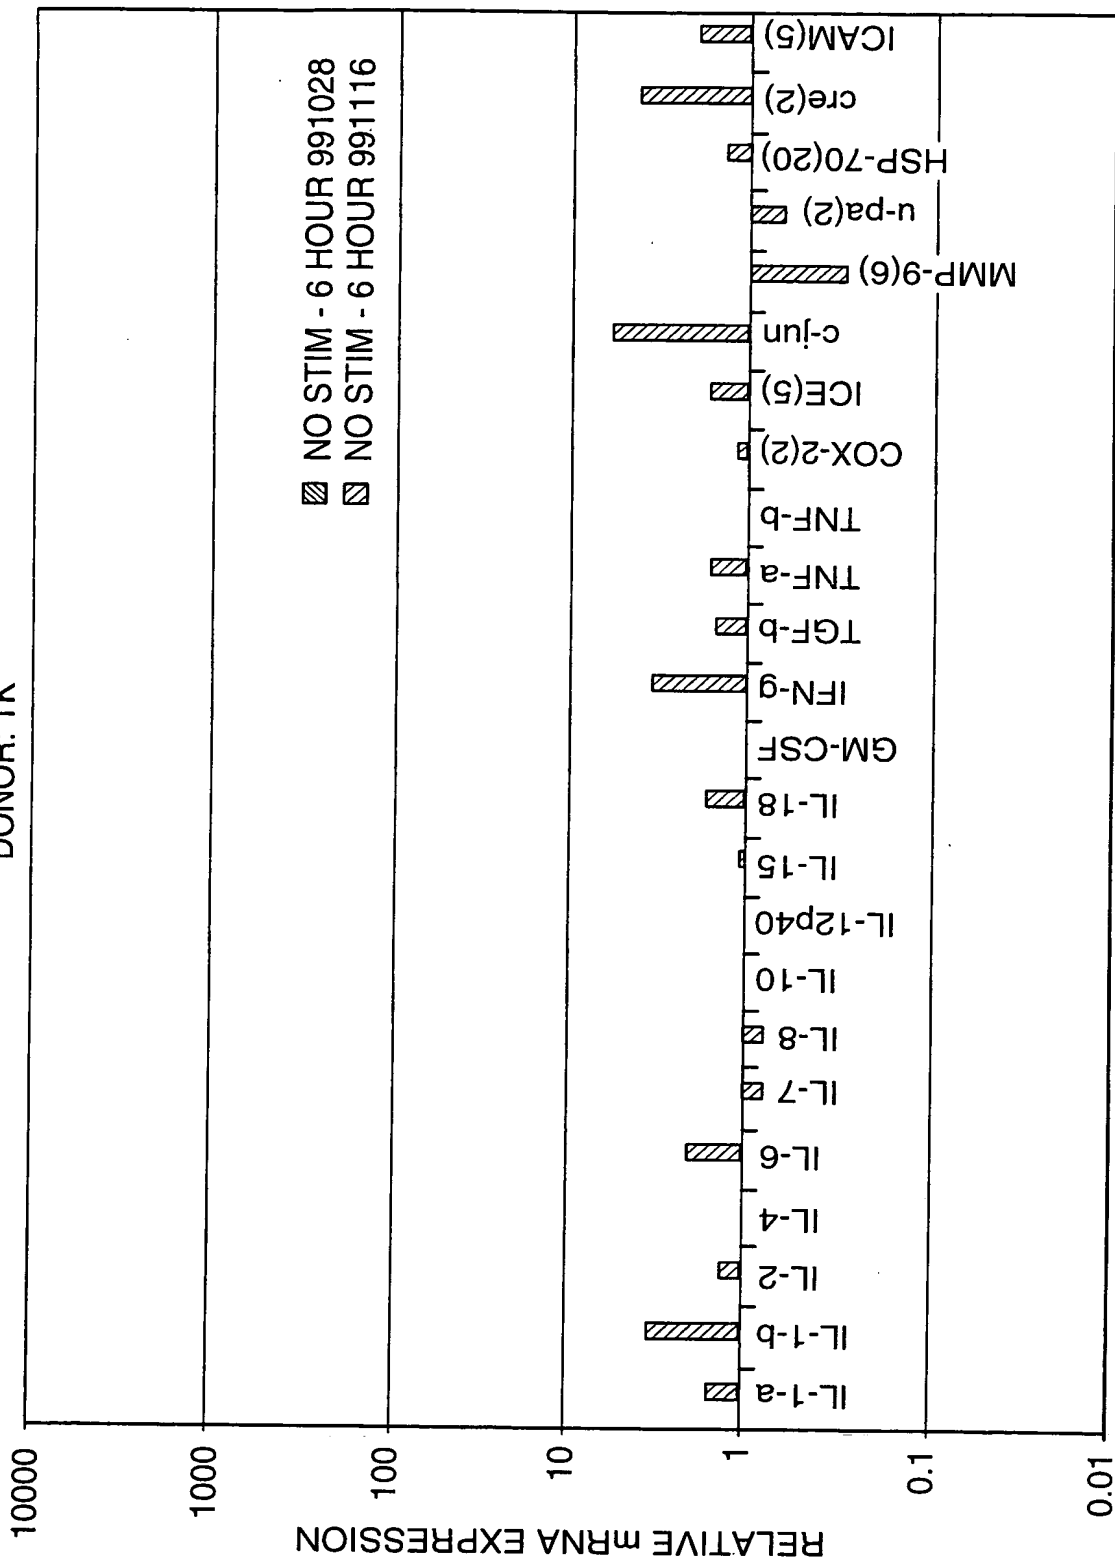 DONOR: TK
NO STIM - 6 HOUR 991028
NO STIM - 6 HOUR 991116
RELATIVE mRNA EXPRESSION
10000
1000
100
10
1
0.1
0.01
IL-1-a
IL-1-b
IL-2
IL-4
IL-6
IL-7
IL-8
IL-10
IL-12p40
IL-15
IL-18
GM-CSF
IFN-g
TGF-b
TNF-a
TNF-b
COX-2(2)
ICE(5)
c-jun
MMP-9(6)
u-pa(2)
HSP-70(20)
cre(2)
ICAM(5)